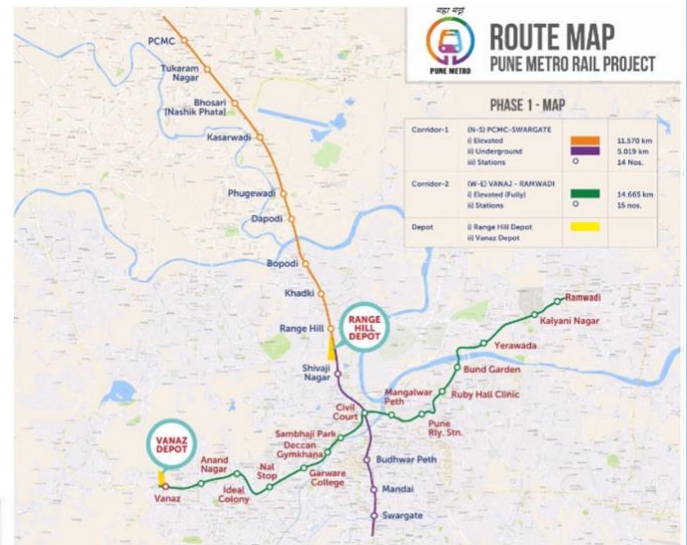 महा मेट्रो
PUNE METRO
ROUTE MAP
PUNE METRO RAIL PROJECT
PHASE 1 - MAP
Corridor-1 (N-S) PCMC-SWARGATE
i) Elevated 11.570 km
ii) Underground 5.019 km
iii) Stations 14 Nos.
Corridor-2 (W-E) VANAJ - RAMWADI
i) Elevated (Fully) 14.665 km
ii) Stations 15 nos.
Depot i) Range Hill Depot
ii) Vanaz Depot
PCMC
Tukaram
Nagar
Bhosari
[Nashik Phata]
Kasarwadi
Phugewadi
Dapodi
Bopodi
Khadki
Range Hill
RANGE
HILL
DEPOT
Shivaji
Nagar
Ramwadi
Kalyani Nagar
Yerawada
Bund Garden
Ruby Hall Clinic
Mangalwar
Peth
Pune
Rly. Stn.
Civil
Court
Sambhaji Park
Deccan
Gymkhana
Garware
College
Nal
Stop
Ideal
Colony
Anand
Nagar
VANAZ
DEPOT
Vanaz
Budhwar Peth
Mandai
Swargate